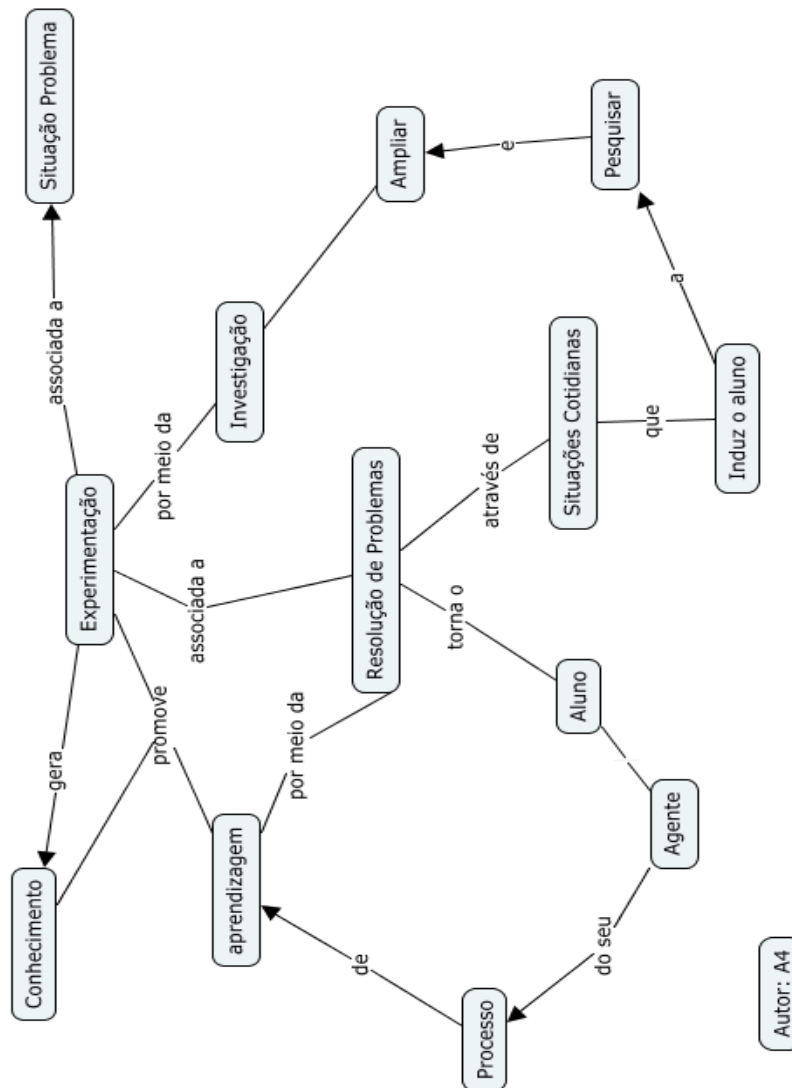 Conhecimento
gera
Experimentação
associada a
Situação Problema
promove
por meio da
Investigação
aprendizagem
associada a
Ampliar
por meio da
Resolução de Problemas
e
de
torna o
através de
Processo
Aluno
Situações Cotidianas
Pesquisar
do seu
Agente
que
a
Induz o aluno
Autor: A4